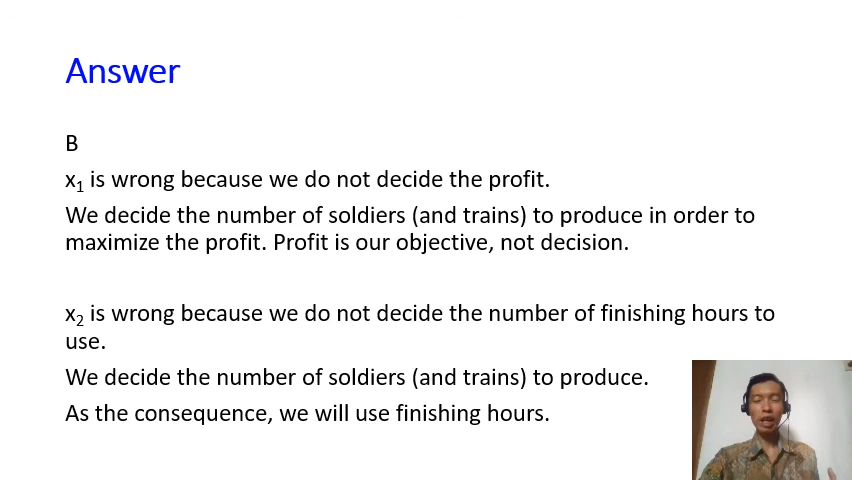 Answer
B
x₁ is wrong because we do not decide the profit.
We decide the number of soldiers (and trains) to produce in order to
maximize the profit. Profit is our objective, not decision.
x₂ is wrong because we do not decide the number of finishing hours to
use.
We decide the number of soldiers (and trains) to produce.
As the consequence, we will use finishing hours.